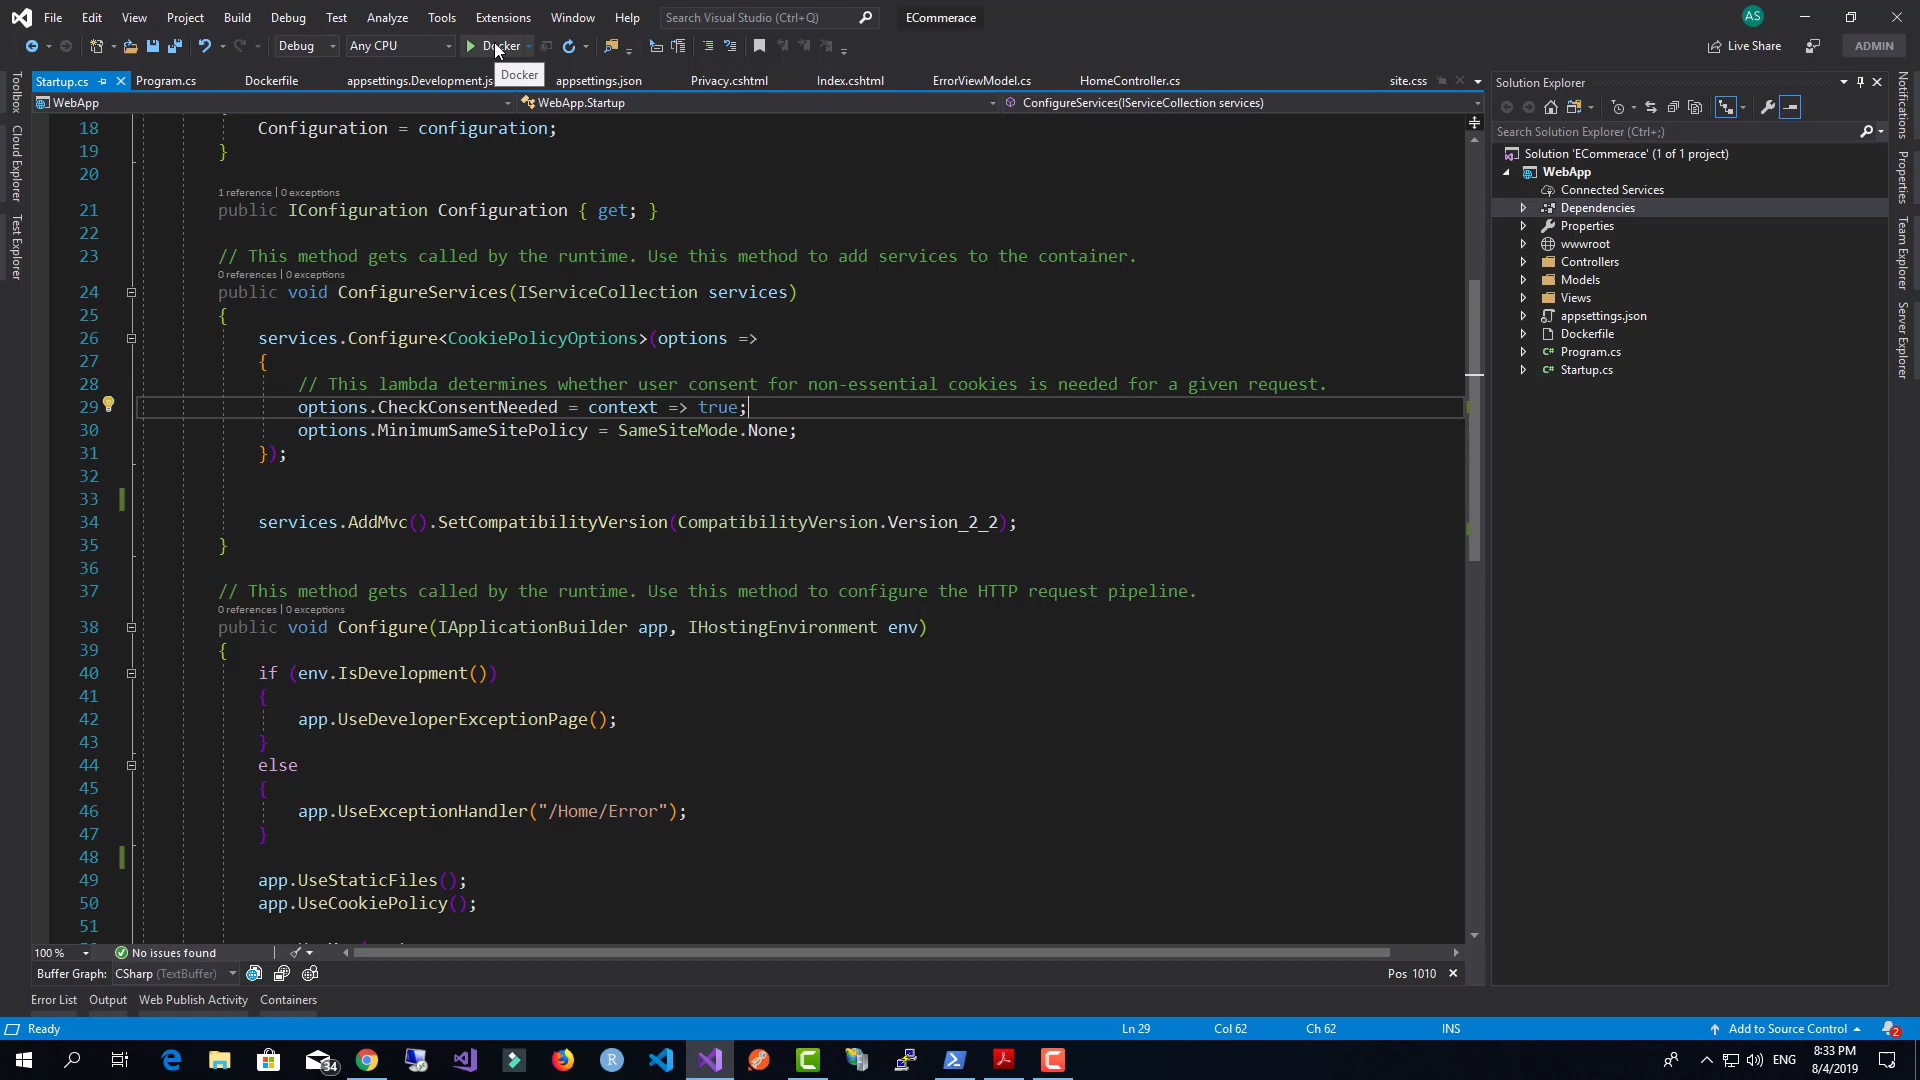 File Edit View Project Build Debug Test Analyze Tools Extensions Window Help Search Visual Studio (Ctrl+Q) ECommerace AS
Debug Any CPU Docker Live Share ADMIN
Docker
Startup.cs Program.cs Dockerfile appsettings.Development.js appsettings.json Privacy.cshtml Index.cshtml ErrorViewModel.cs HomeController.cs site.css
WebApp WebApp.Startup ConfigureServices(IServiceCollection services)
18 Configuration = configuration;
19 }
20
1 reference | 0 exceptions
21 public IConfiguration Configuration { get; }
22
23 // This method gets called by the runtime. Use this method to add services to the container.
0 references | 0 exceptions
24 public void ConfigureServices(IServiceCollection services)
25 {
26 services.Configure<CookiePolicyOptions>(options =>
27 {
28 // This lambda determines whether user consent for non-essential cookies is needed for a given request.
29 options.CheckConsentNeeded = context => true;
30 options.MinimumSameSitePolicy = SameSiteMode.None;
31 });
32
33
34 services.AddMvc().SetCompatibilityVersion(CompatibilityVersion.Version_2_2);
35 }
36
37 // This method gets called by the runtime. Use this method to configure the HTTP request pipeline.
0 references | 0 exceptions
38 public void Configure(IApplicationBuilder app, IHostingEnvironment env)
39 {
40 if (env.IsDevelopment())
41 {
42 app.UseDeveloperExceptionPage();
43 }
44 else
45 {
46 app.UseExceptionHandler("/Home/Error");
47 }
48
49 app.UseStaticFiles();
50 app.UseCookiePolicy();
51
100 % No issues found
Buffer Graph: CSharp (TextBuffer) Pos 1010
Error List Output Web Publish Activity Containers
Ready Ln 29 Col 62 Ch 62 INS Add to Source Control 2
Toolbox
Cloud Explorer
Test Explorer
Solution Explorer
Search Solution Explorer (Ctrl+;)
Solution 'ECommerace' (1 of 1 project)
WebApp
Connected Services
Dependencies
Properties
wwwroot
Controllers
Models
Views
appsettings.json
Dockerfile
Program.cs
Startup.cs
Notifications
Properties
Team Explorer
Server Explorer
34 R ENG 8:33 PM
8/4/2019